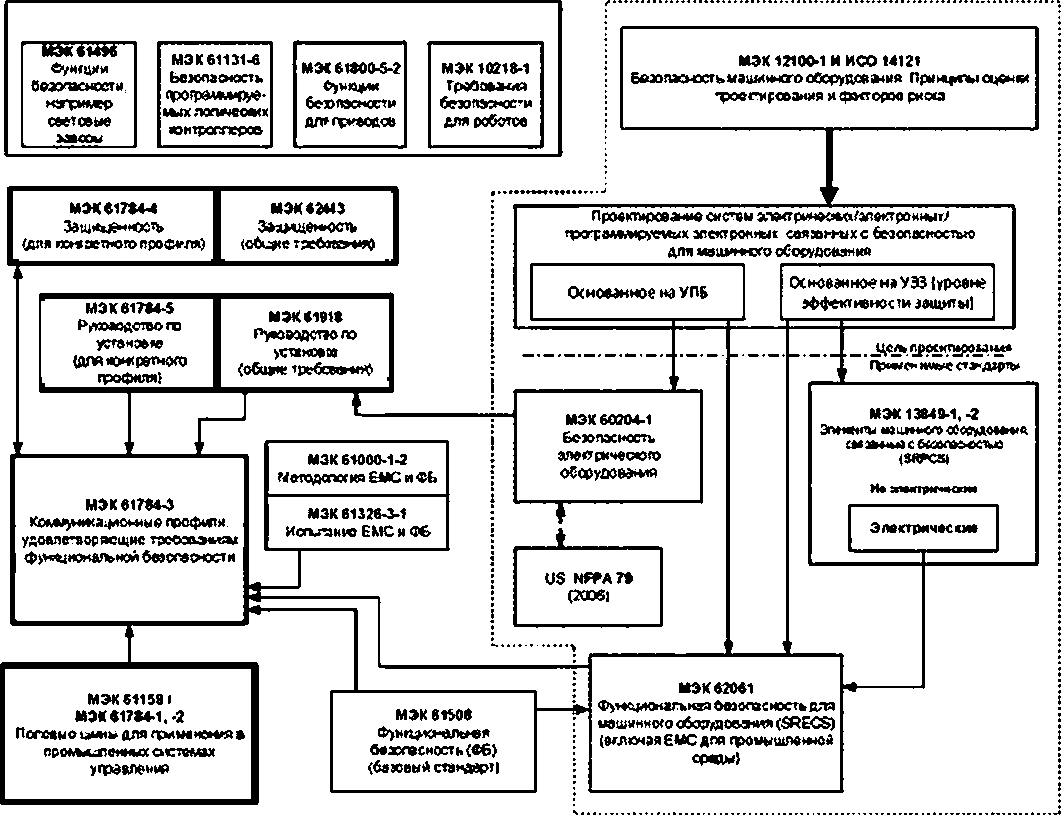 МЭК 61496
Функции
безопасности,
например
световые
завесы
МЭК 61131-6
Безопасность
программируе-
мых логических
контроллеров
МЭК 61800-5-2
Функции
безопасности
для приводов
МЭК 10218-1
Требования
безопасности
для роботов
МЭК 12100-1 И ИСО 14121
Безопасность машинного оборудования. Принципы оценки
проектирования и факторов риска
МЭК 61784-4
Защищенность
(для конкретного профиля)
МЭК 62443
Защищенность
(общие требования)
Проектирование систем электрических/электронных/
программируемых электронных, связанных с безопасностью
для машинного оборудования
Основанное на УПБ
Основанное на УЭЗ (уровне
эффективности защиты)
МЭК 61784-5
Руководство по
установке
(для конкретного
профиля)
МЭК 61918
Руководство по
установке
(общие требования)
Цель проектирования
Применимые стандарты
МЭК 60204-1
Безопасность
электрического
оборудования
МЭК 13849-1, -2
Элементы машинного оборудования,
связанные с безопасностью
(SRPCS)
Не электрические
Электрические
МЭК 61000-1-2
Методология ЕМС и ФБ
МЭК 61326-3-1
Испытание ЕМС и ФБ
МЭК 61784-3
Коммуникационные профили,
удовлетворяющие требованиям
функциональной безопасности
US NFPA 79
(2006)
МЭК 61158 I
МЭК 61784-1, -2
Полевые шины для применения в
промышленных системах
управления
МЭК 61508
Функциональная
безопасность (ФБ)
(базовый стандарт)
МЭК 62061
Функциональная безопасность для
машинного оборудования (SRECS)
(включая ЕМС для промышленной
среды)